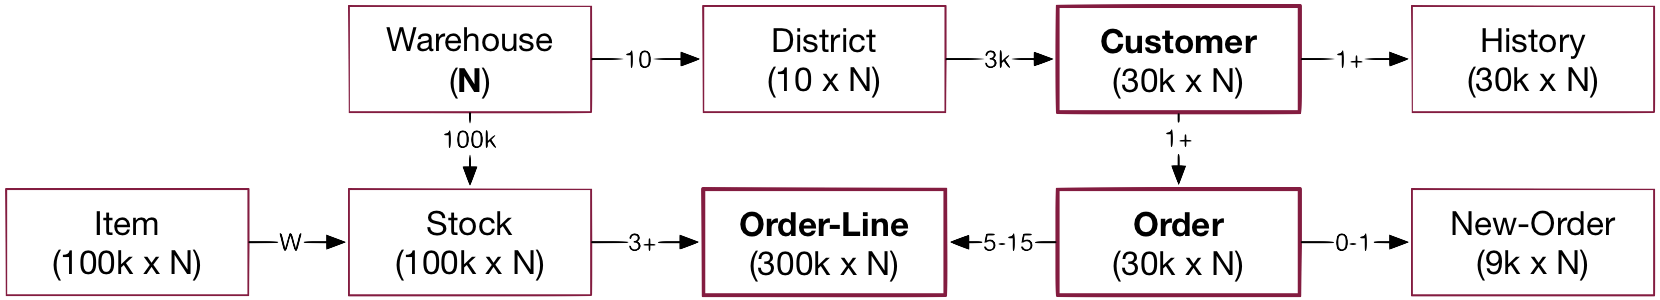 Warehouse
(N)
10
District
(10 x N)
3k
Customer
(30k x N)
1+
History
(30k x N)
100k
1+
Item
(100k x N)
W
Stock
(100k x N)
3+
Order-Line
(300k x N)
5-15
Order
(30k x N)
0-1
New-Order
(9k x N)